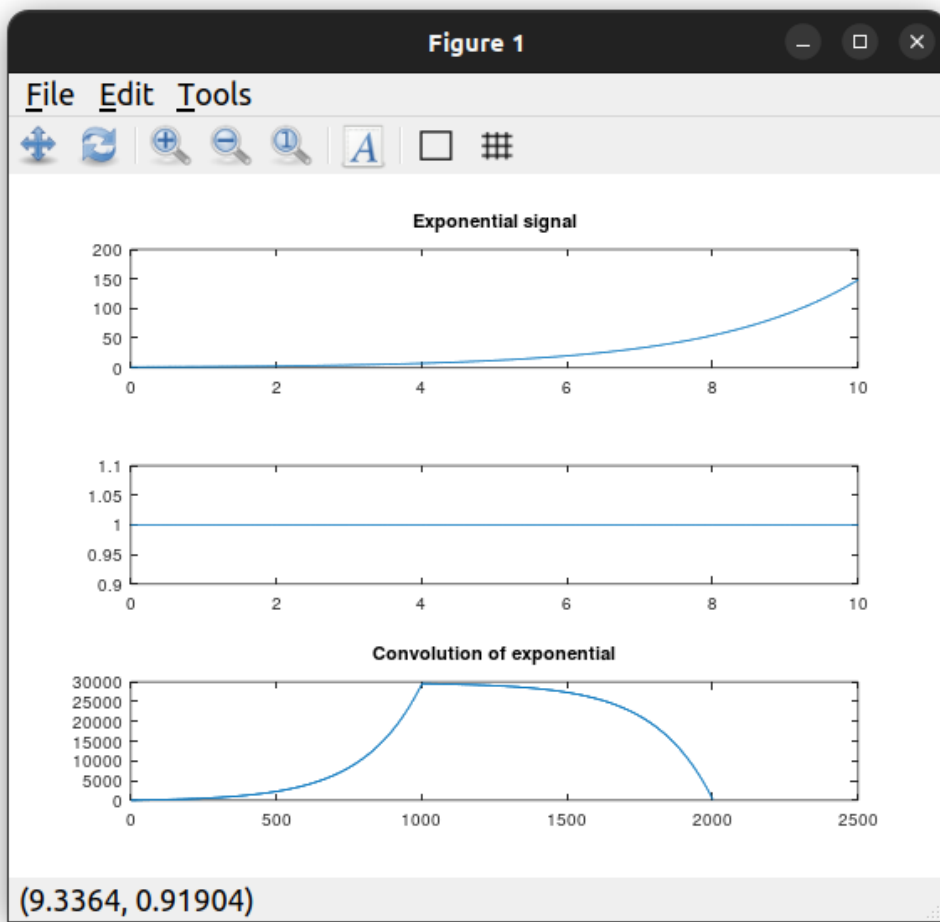 Figure 1
File Edit Tools
A
Exponential signal
200
150
100
50
0
0 2 4 6 8 10
1.1
1.05
1
0.95
0.9
0 2 4 6 8 10
Convolution of exponential
30000
25000
20000
15000
10000
5000
0
0 500 1000 1500 2000 2500
(9.3364, 0.91904)